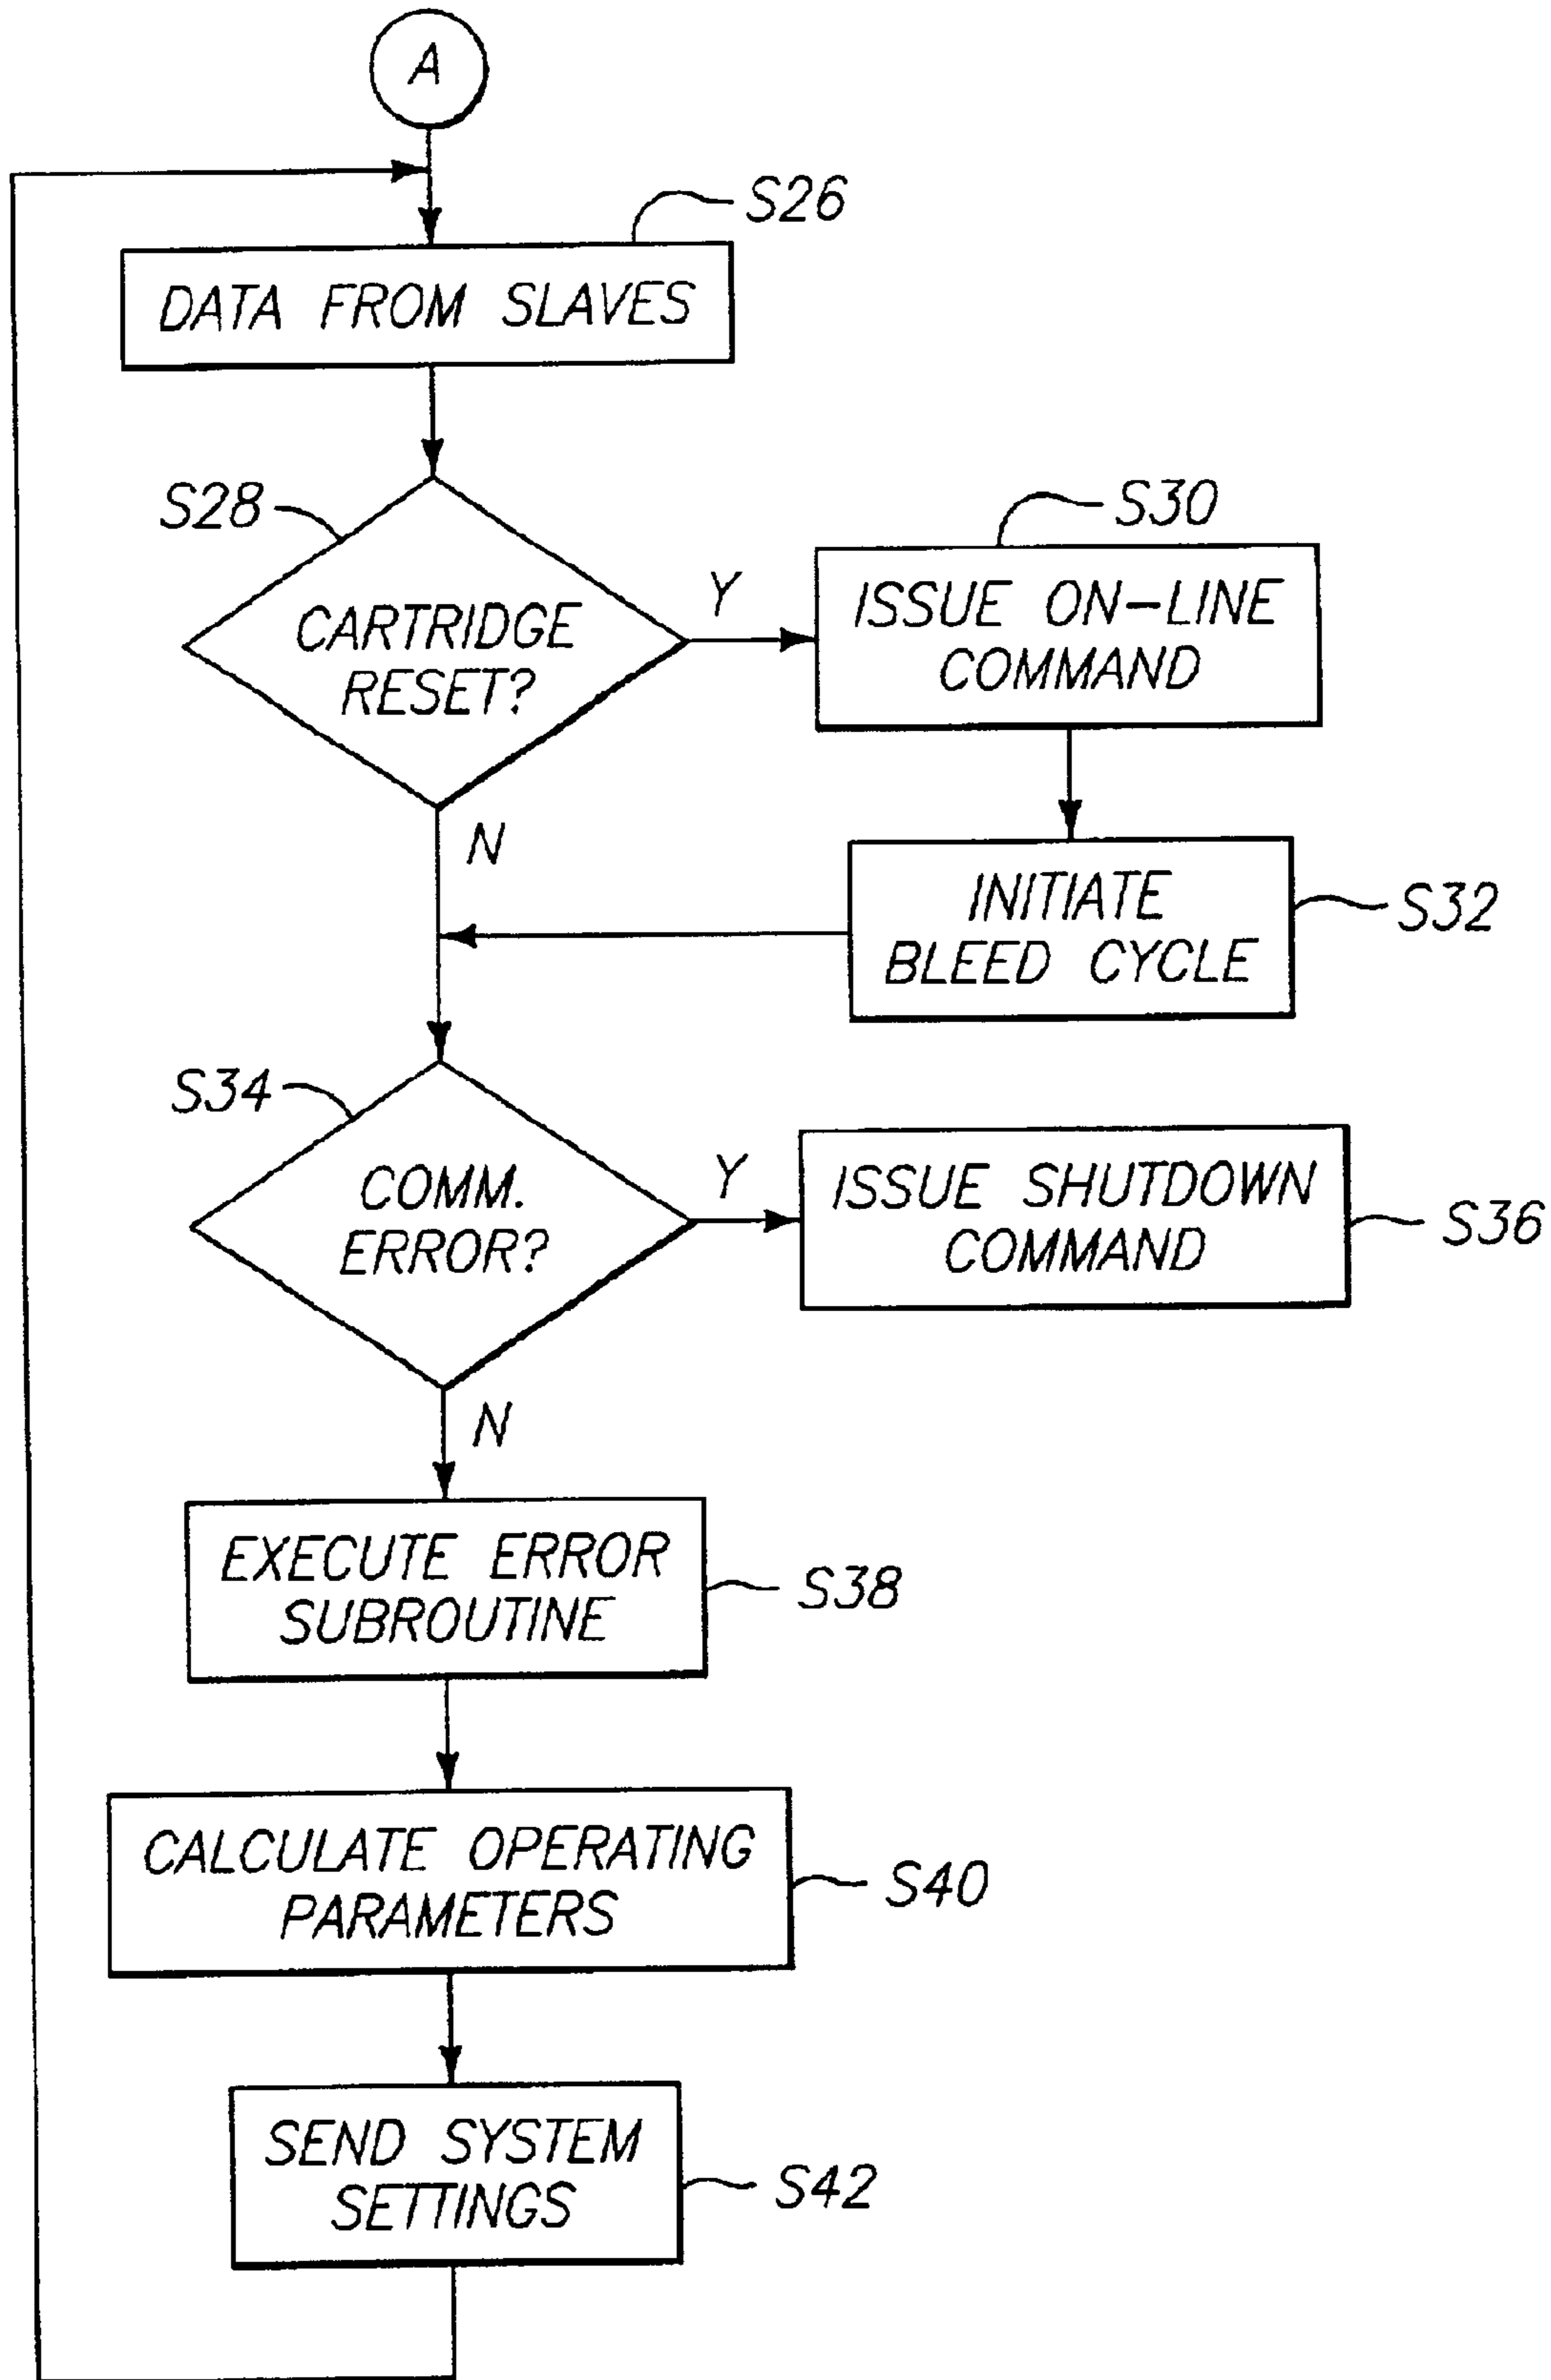 A
S26
DATA FROM SLAVES
S28
CARTRIDGE
RESET?
Y
N
S30
ISSUE ON-LINE
COMMAND
INITIATE
BLEED CYCLE
S32
S34
COMM.
ERROR?
Y
N
ISSUE SHUTDOWN
COMMAND
S36
EXECUTE ERROR
SUBROUTINE
S38
CALCULATE OPERATING
PARAMETERS
S40
SEND SYSTEM
SETTINGS
S42